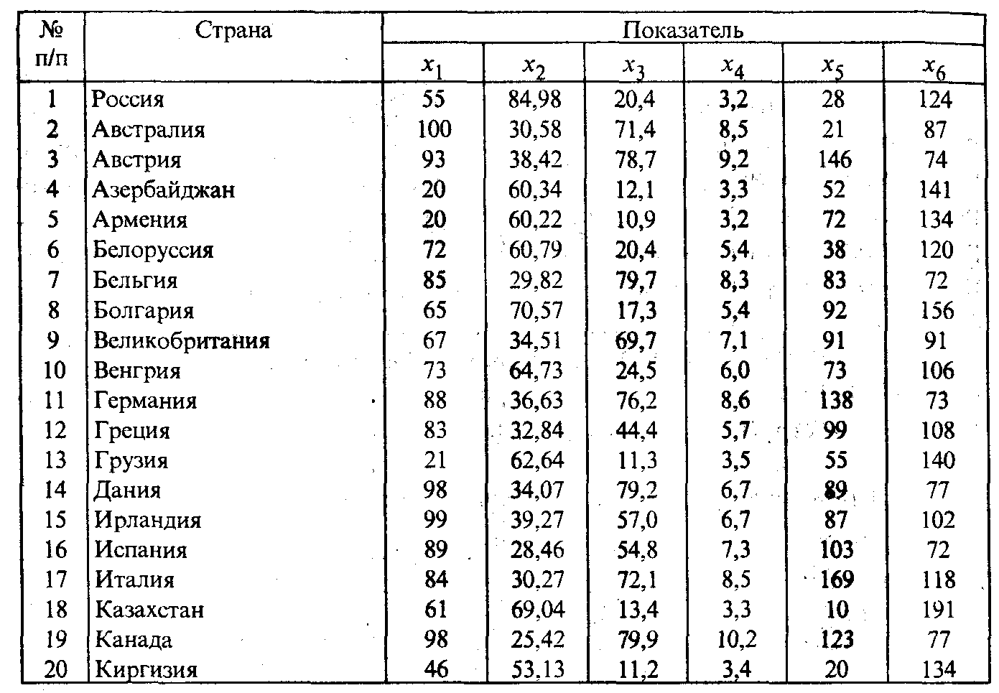 № п/п Страна Показатель
x1 x2 x3 x4 x5 x6
1 Россия 55 84,98 20,4 3,2 28 124
2 Австралия 100 30,58 71,4 8,5 21 87
3 Австрия 93 38,42 78,7 9,2 146 74
4 Азербайджан 20 60,34 12,1 3,3 52 141
5 Армения 20 60,22 10,9 3,2 72 134
6 Белоруссия 72 60,79 20,4 5,4 38 120
7 Бельгия 85 29,82 79,7 8,3 83 72
8 Болгария 65 70,57 17,3 5,4 92 156
9 Великобритания 67 34,51 69,7 7,1 91 91
10 Венгрия 73 64,73 24,5 6,0 73 106
11 Германия 88 36,63 76,2 8,6 138 73
12 Греция 83 32,84 44,4 5,7 99 108
13 Грузия 21 62,64 11,3 3,5 55 140
14 Дания 98 34,07 79,2 6,7 89 77
15 Ирландия 99 39,27 57,0 6,7 87 102
16 Испания 89 28,46 54,8 7,3 103 72
17 Италия 84 30,27 72,1 8,5 169 118
18 Казахстан 61 69,04 13,4 3,3 10 191
19 Канада 98 25,42 79,9 10,2 123 77
20 Киргизия 46 53,13 11,2 3,4 20 134